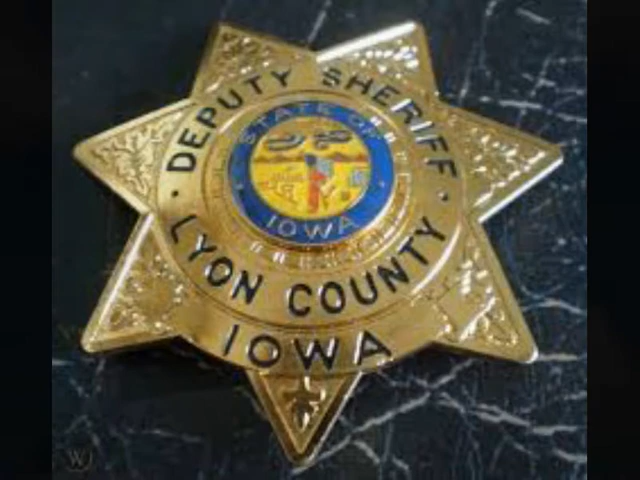 DEPUTY SHERIFF
STATE OF
IOWA
LYON COUNTY
IOWA
W